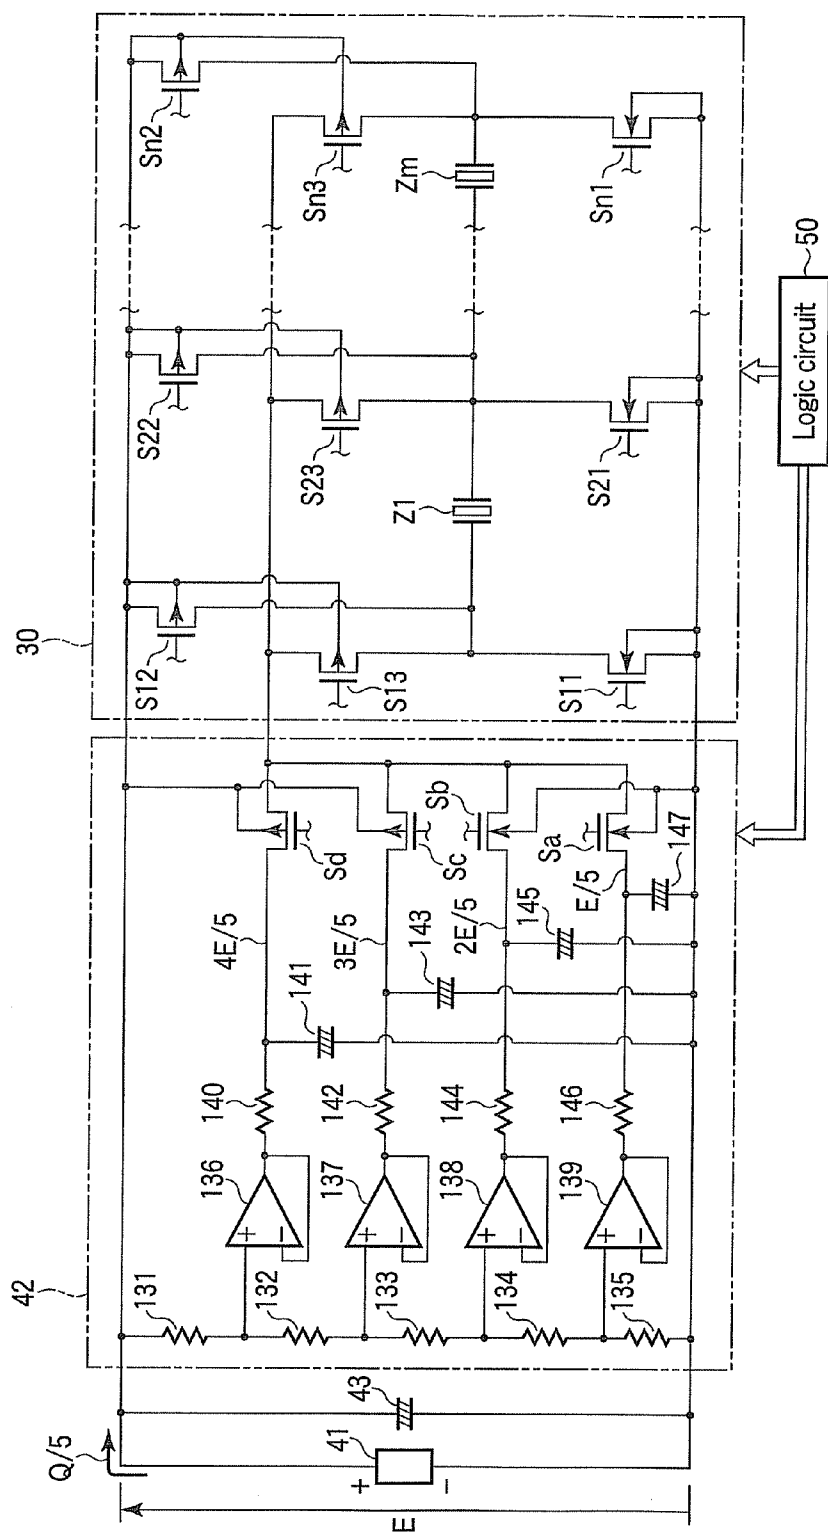 30
42
50
Logic circuit
Q/5
E
+
−
41
43
131
132
133
134
135
136
137
138
139
+
−
+
−
+
−
+
−
140
142
144
146
141
143
145
147
4E/5
3E/5
2E/5
E/5
Sd
Sc
Sb
Sa
S12
S13
S11
Z1
S22
S23
S21
Zm
Sn2
Sn3
Sn1